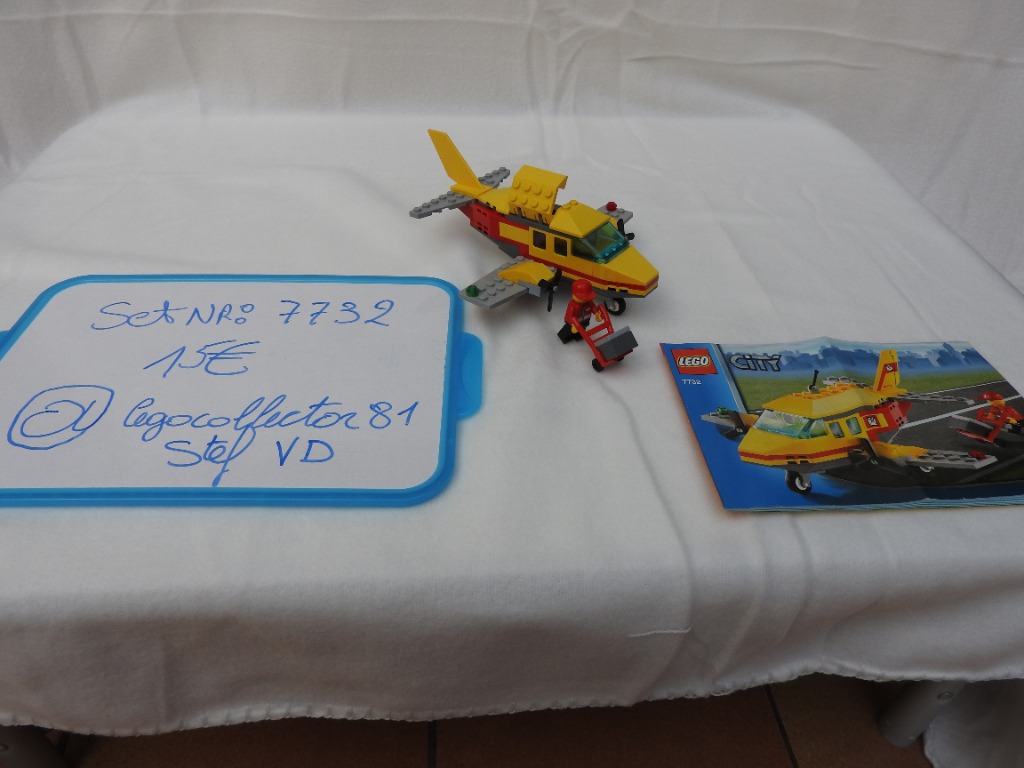 Set NR: 7732
15€
@ legocollector81
Stef VD
LEGO CITY
7732